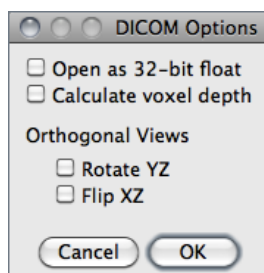 DICOM Options
Open as 32-bit float
Calculate voxel depth
Orthogonal Views
Rotate YZ
Flip XZ
Cancel OK